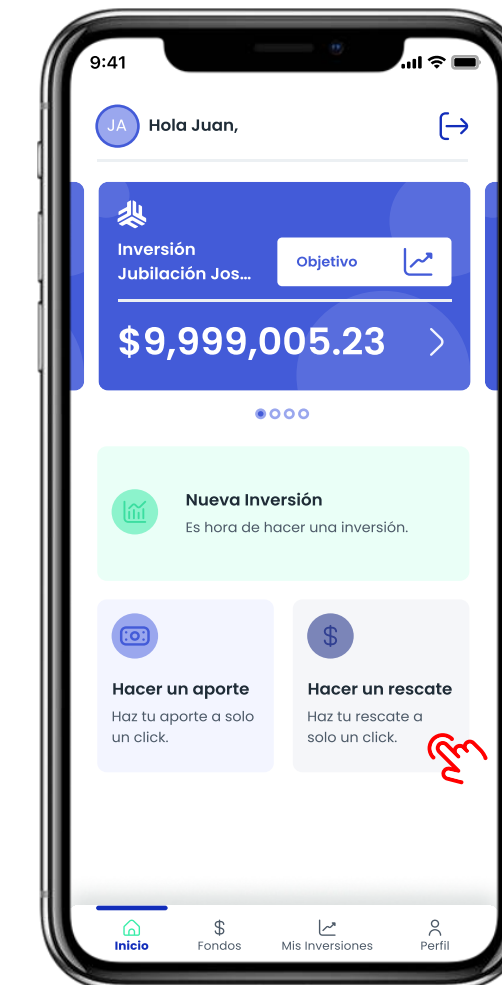 9:41
JA
Hola Juan,
Inversión
Jubilación Jos...
Objetivo
$9,999,005.23
Nueva Inversión
Es hora de hacer una inversión.
Hacer un aporte
Haz tu aporte a solo
un click.
$
Hacer un rescate
Haz tu rescate a
solo un click.
Inicio
$
Fondos
Mis Inversiones
Perfil